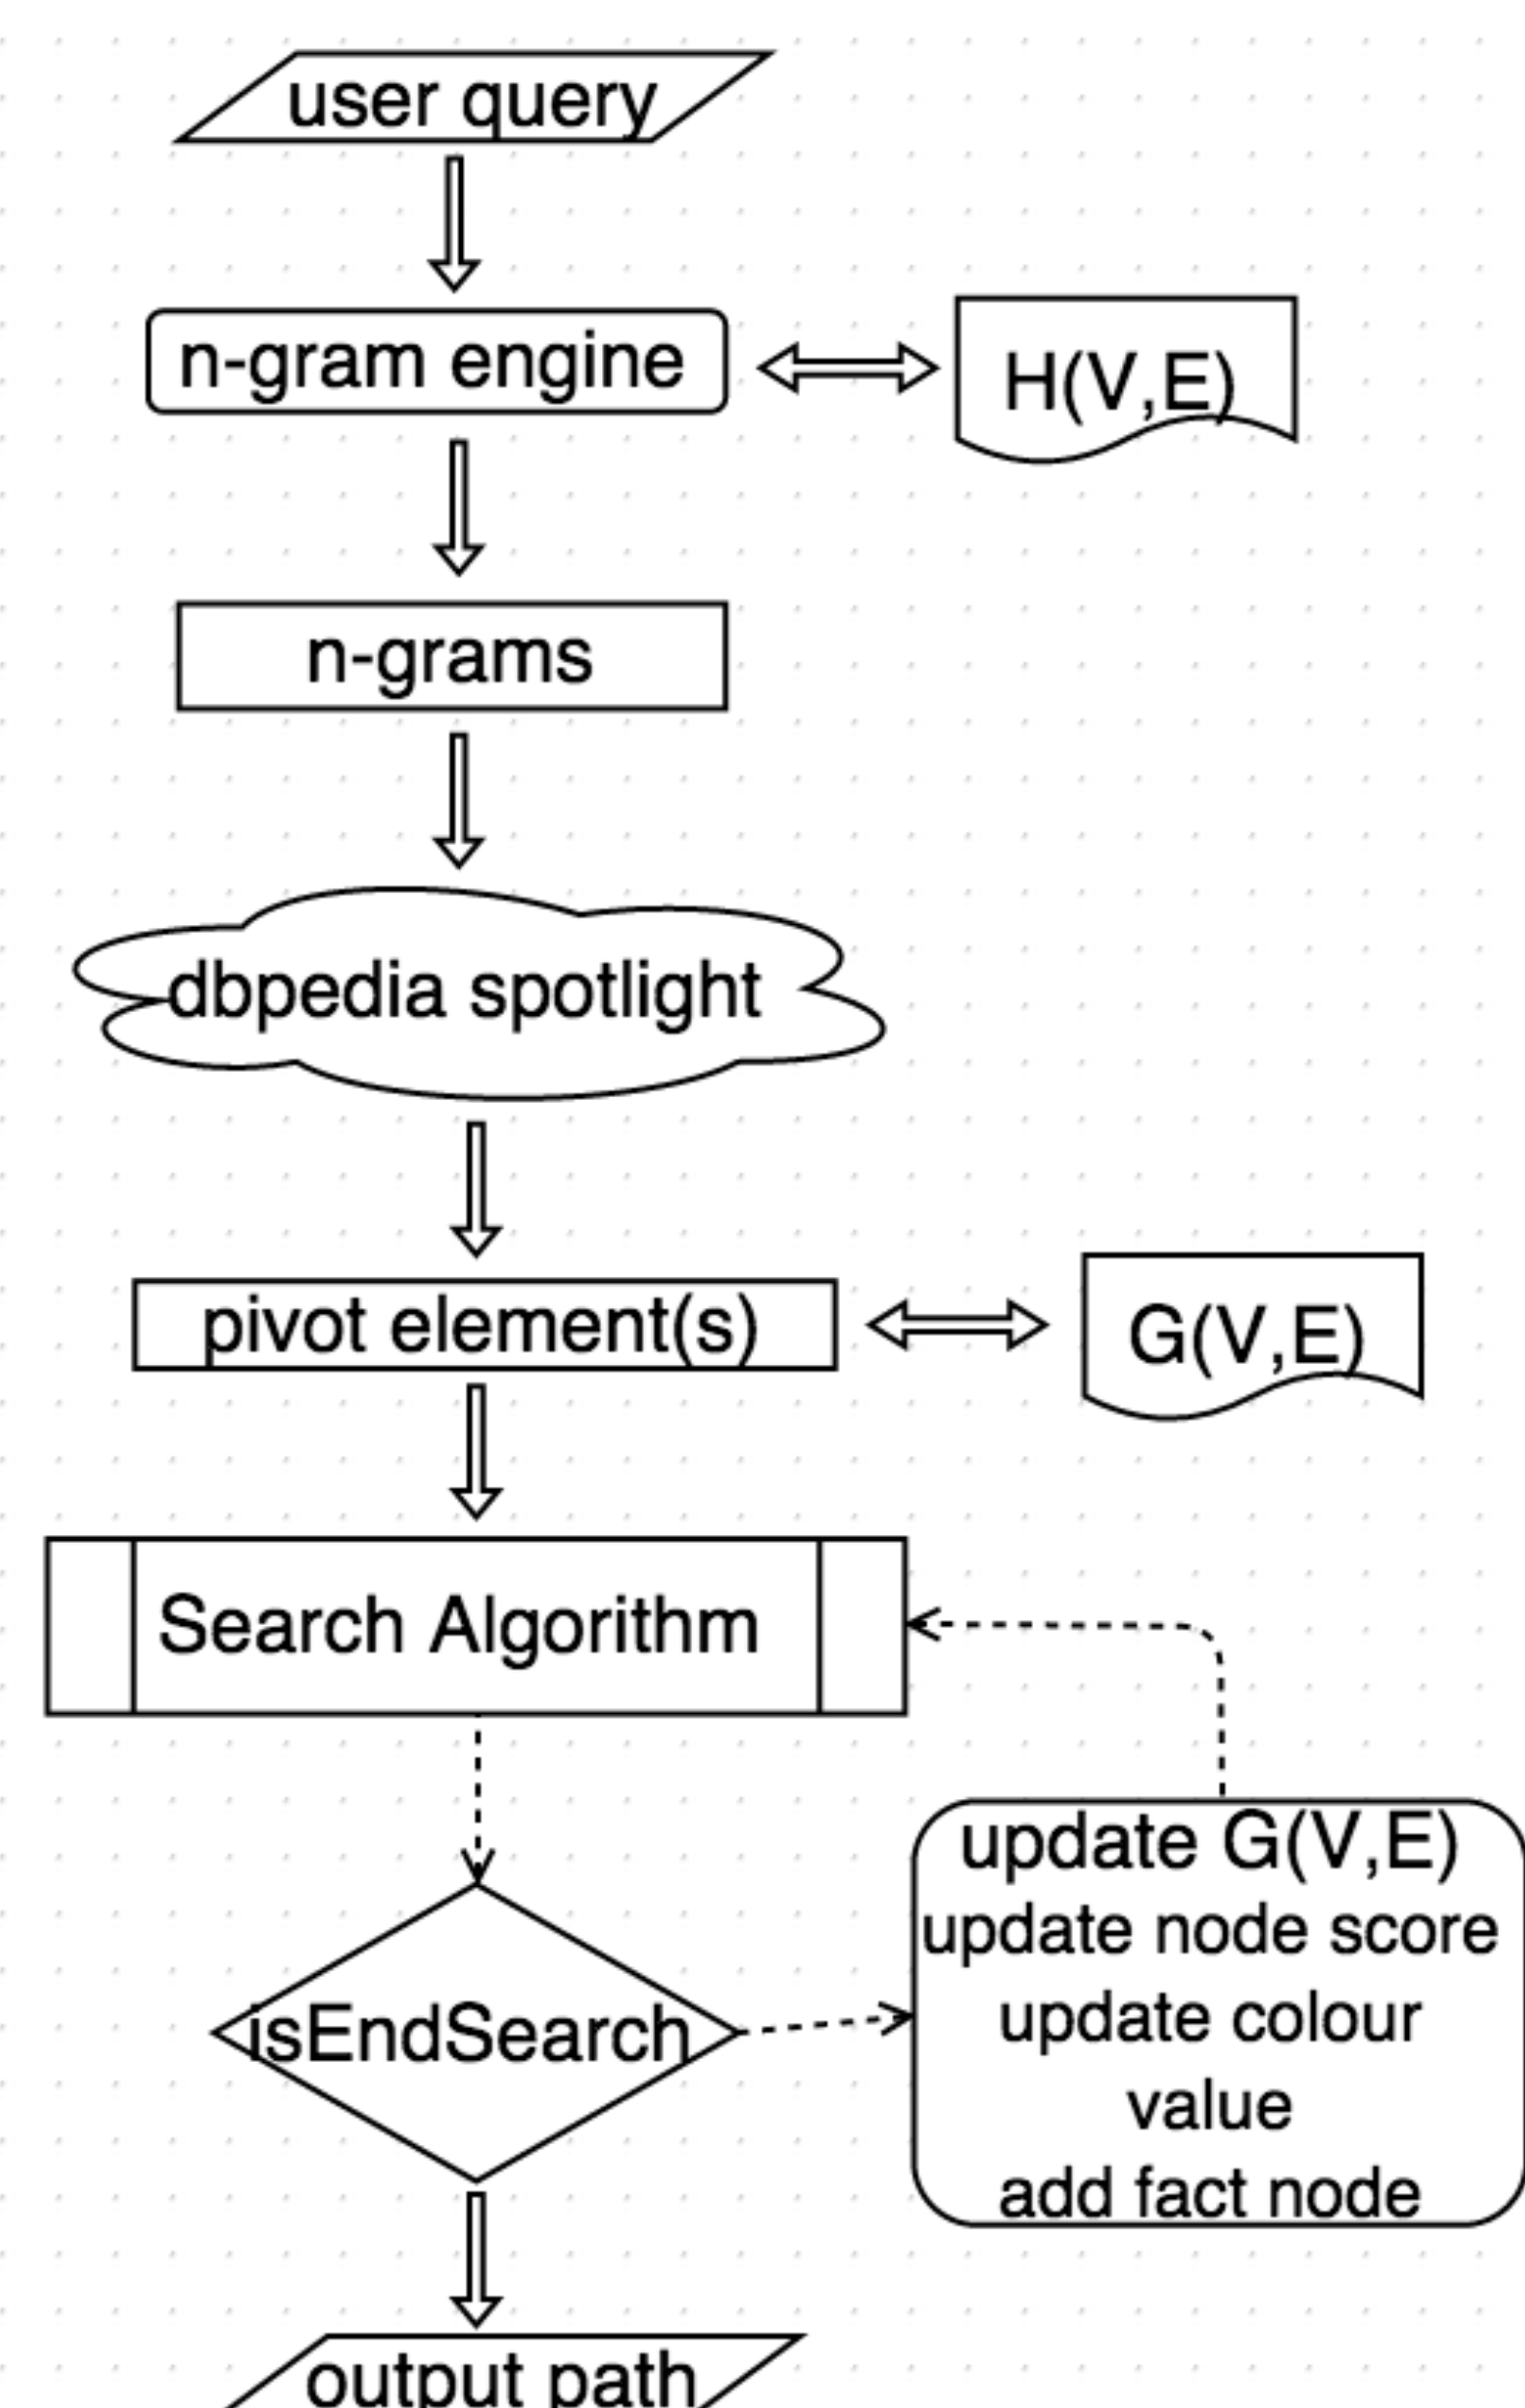 user query
n-gram engine
H(V,E)
n-grams
dbpedia spotlight
pivot element(s)
G(V,E)
Search Algorithm
update G(V,E)
update node score
update colour
value
add fact node
isEndSearch
output path